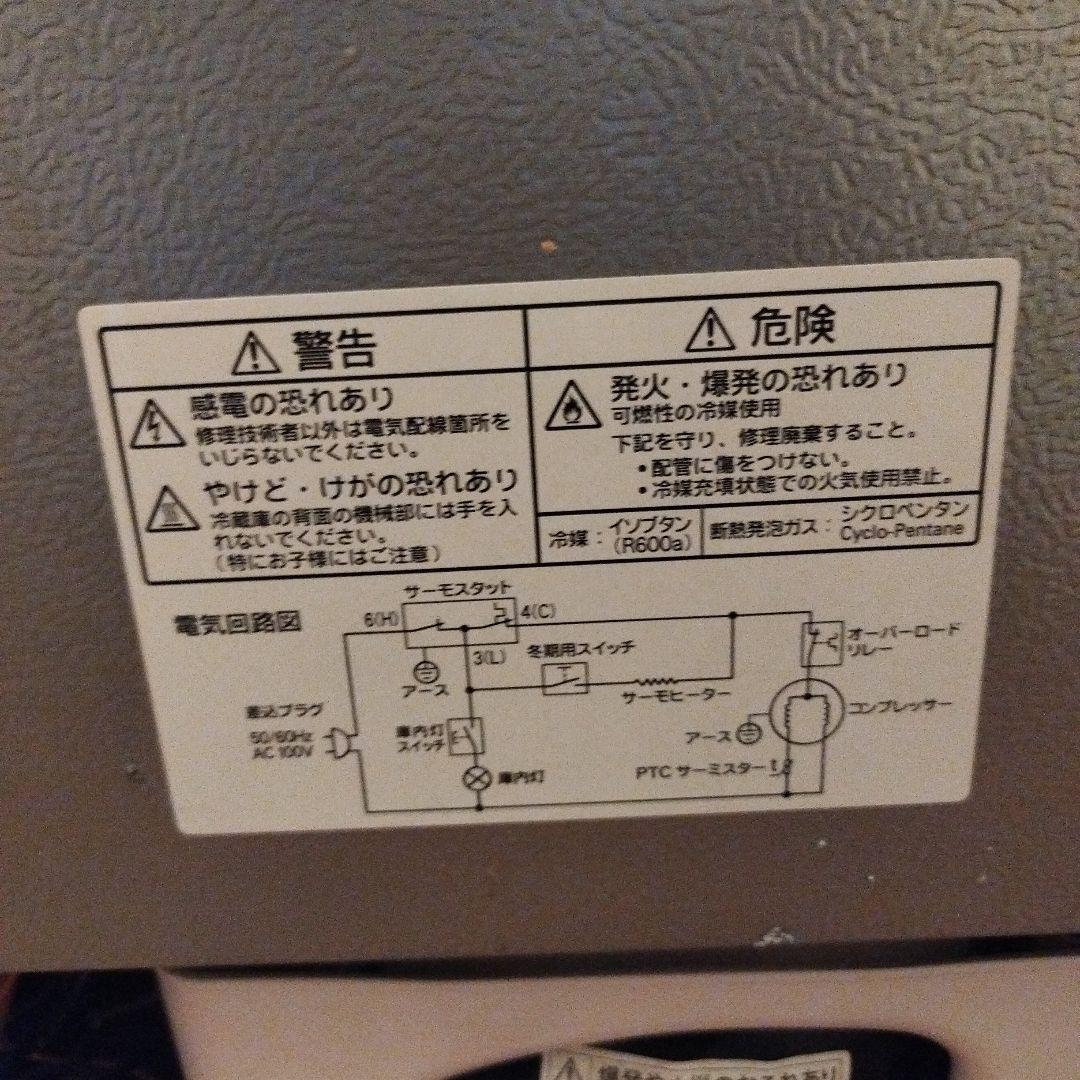 警告
感電の恐れあり
修理技術者以外は電気配線箇所を
いじらないでください。
やけど・けがの恐れあり
冷蔵庫の背面の機械部には手を入
れないでください。
(特にお子様にはご注意)
危険
発火・爆発の恐れあり
可燃性の冷媒使用
下記を守り、修理廃棄すること。
・配管に傷をつけない。
・冷媒充填状態での火気使用禁止。
冷媒：イソブタン
(R600a)
断熱発泡ガス：シクロペンタン
Cyclo-Pentane
電気回路図
サーモスタット
6(H)
4(C)
3(L)
アース
冬期用スイッチ
サーモヒーター
オーバーロード
リレー
コンプレッサー
アース
PTC サーミスター
差込プラグ
50/60Hz
AC 100V
庫内灯
スイッチ
庫内灯